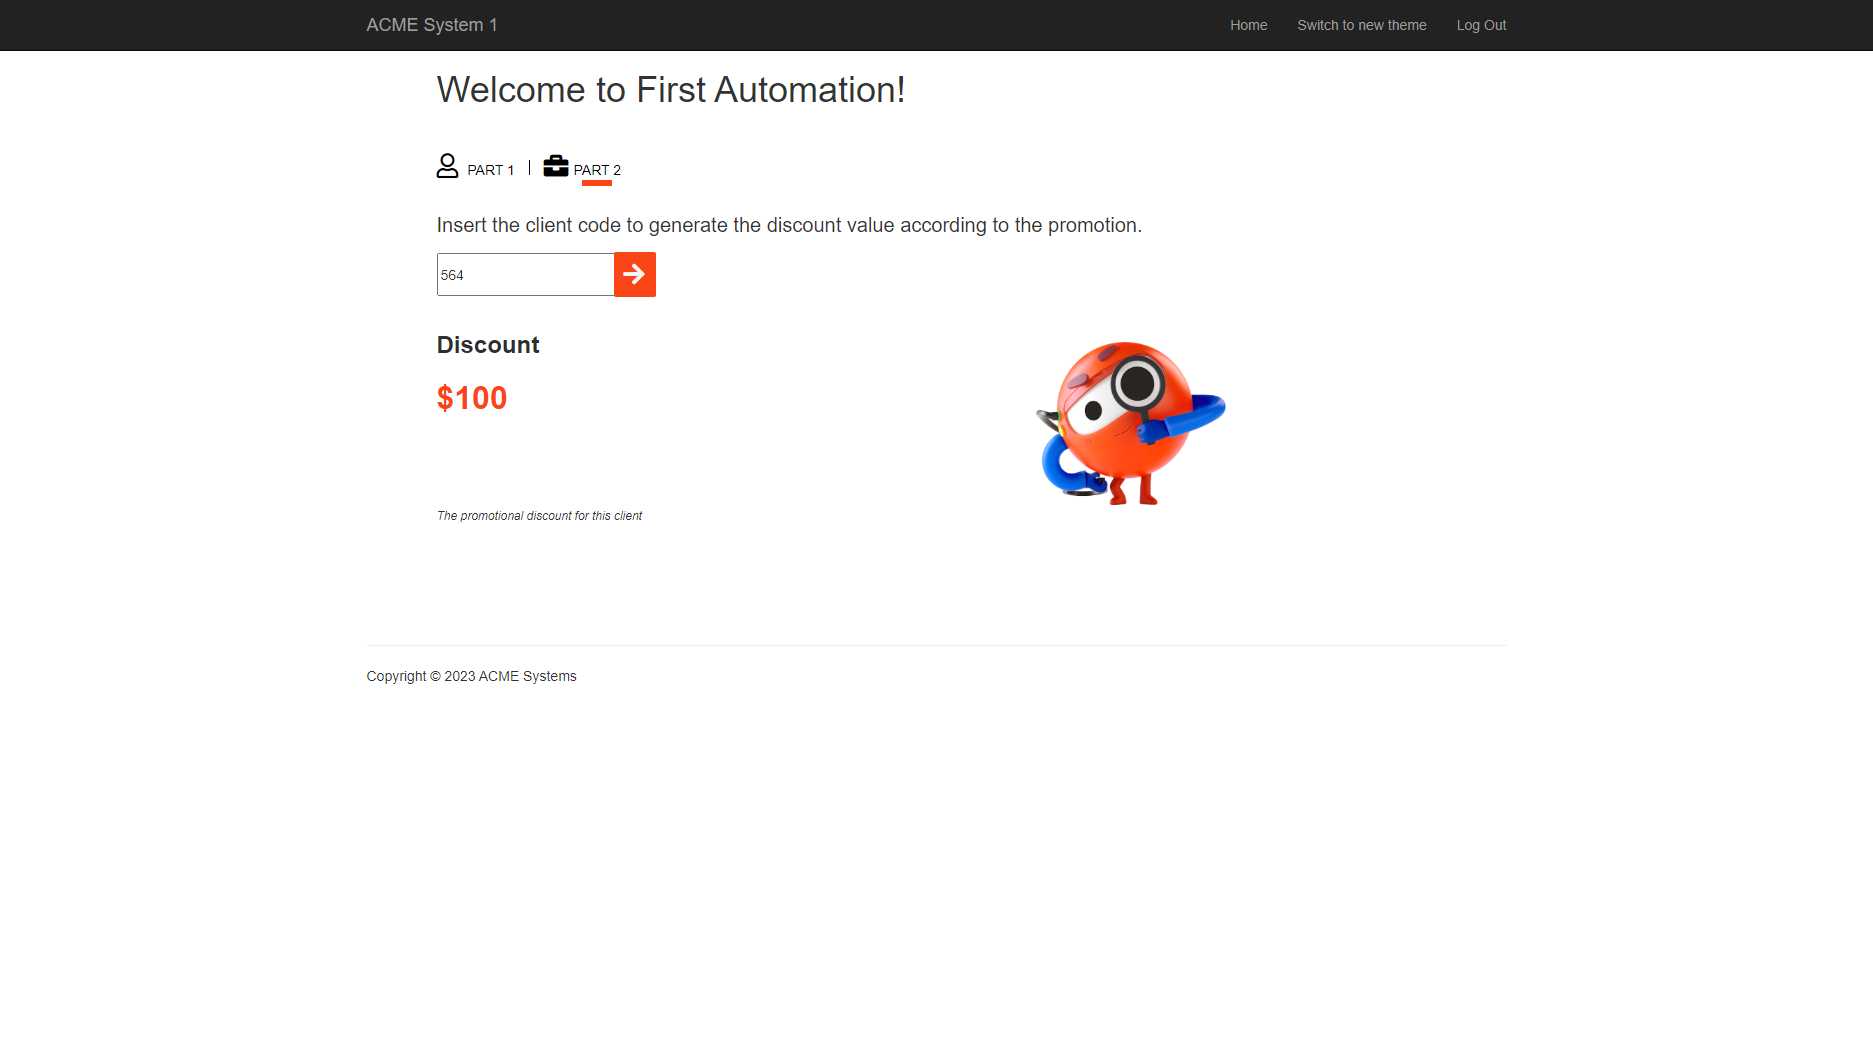 ACME System 1
Home
Switch to new theme
Log Out
Welcome to First Automation!
PART 1 | PART 2
Insert the client code to generate the discount value according to the promotion.
564
Discount
$100
The promotional discount for this client
Copyright © 2023 ACME Systems